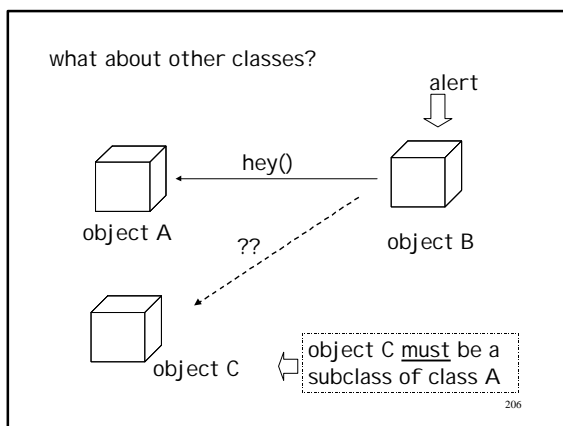 what about other classes?
alert
hey()
object A
object B
??
object C
object C must be a
subclass of class A
206